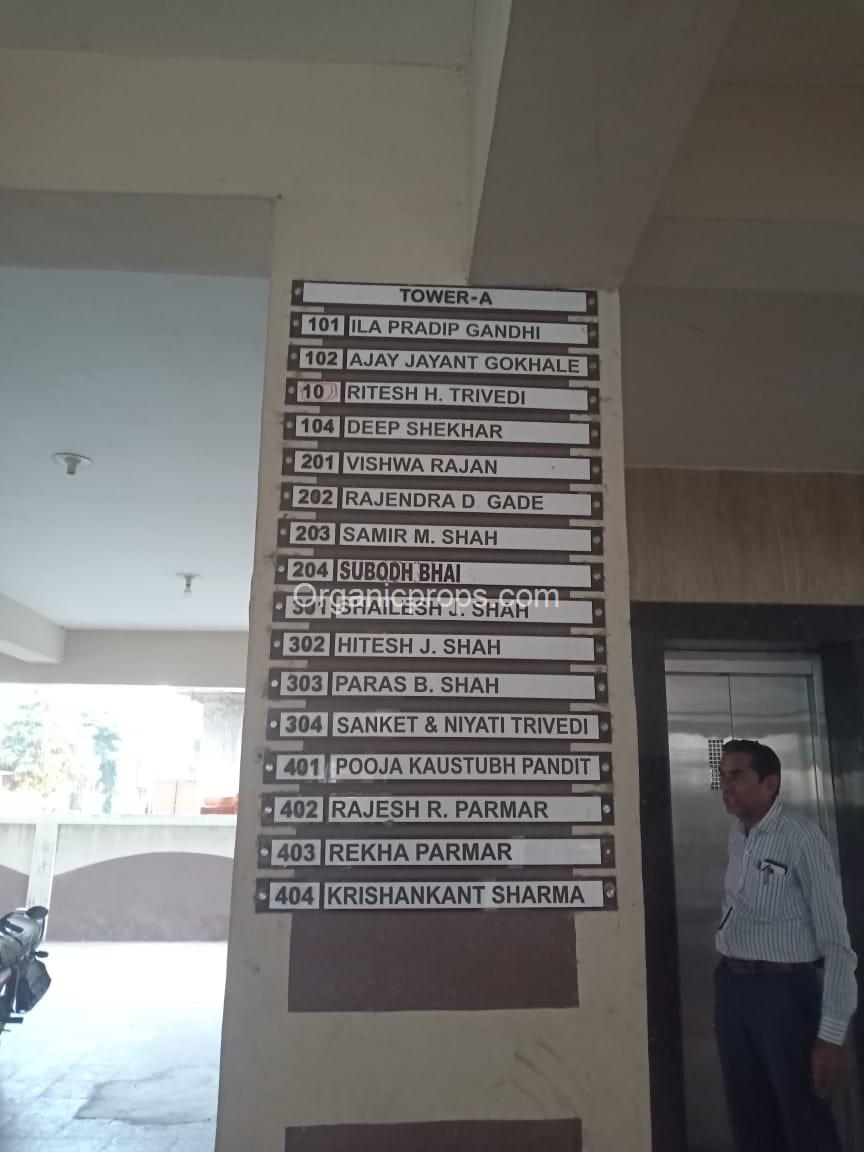 TOWER-A
101 ILA PRADIP GANDHI
102 AJAY JAYANT GOKHALE
10 RITESH H. TRIVEDI
104 DEEP SHEKHAR
201 VISHWA RAJAN
202 RAJENDRA D. GADE
203 SAMIR M. SHAH
204 SUBODH BHAI
Organicprops.com
301 SHAILESH J. SHAH
302 HITESH J. SHAH
303 PARAS B. SHAH
304 SANKET & NIYATI TRIVEDI
401 POOJA KAUSTUBH PANDIT
402 RAJESH R. PARMAR
403 REKHA PARMAR
404 KRISHANKANT SHARMA